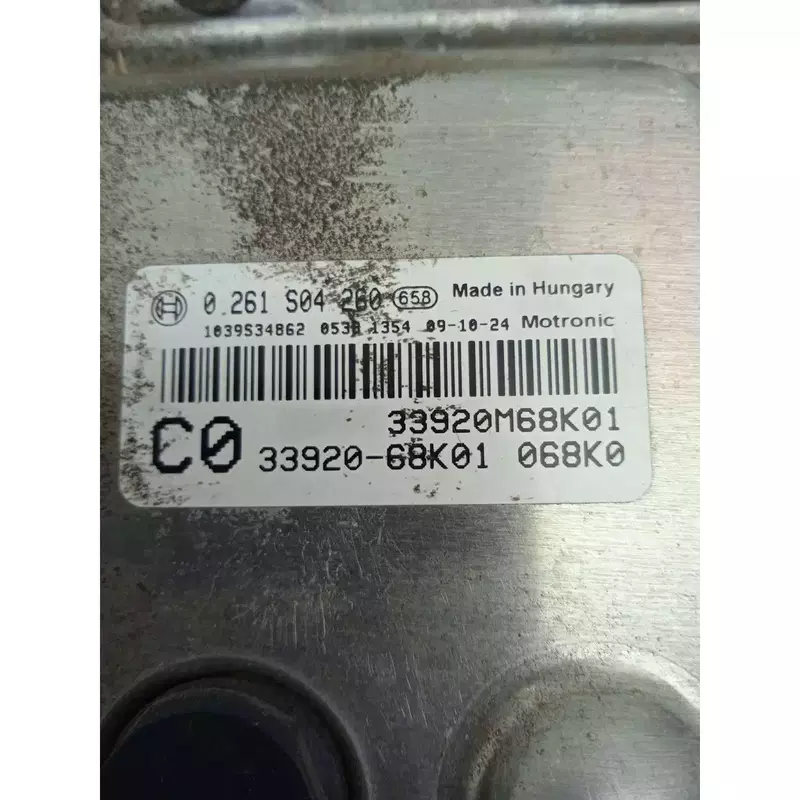 0 261 S04 260 658 Made in Hungary
1039S34862 0538 1354 09-10-24 Motronic
33920M68K01
C0 33920-68K01 068K0